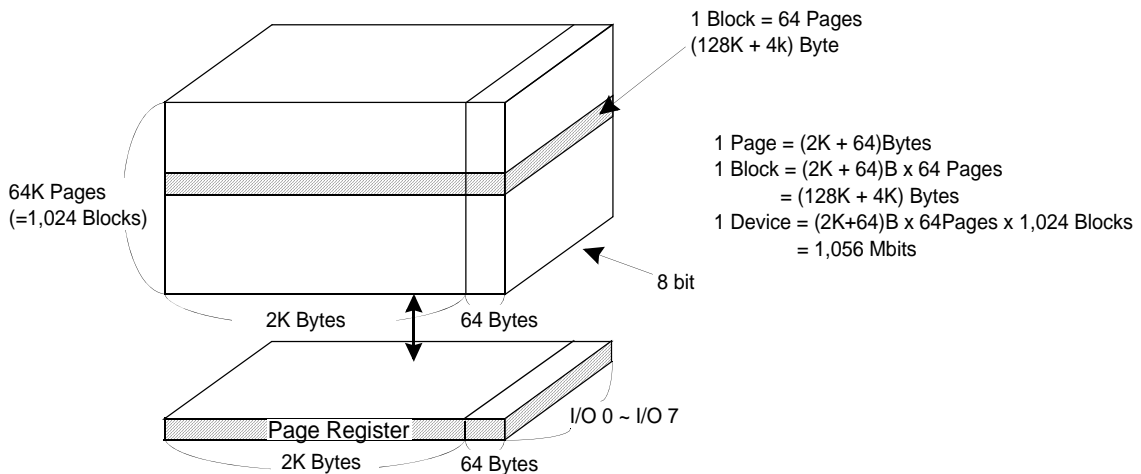 1 Block = 64 Pages
(128K + 4k) Byte
64K Pages
(=1,024 Blocks)
1 Page = (2K + 64)Bytes
1 Block = (2K + 64)B x 64 Pages
= (128K + 4K) Bytes
1 Device = (2K+64)B x 64Pages x 1,024 Blocks
= 1,056 Mbits
8 bit
2K Bytes
64 Bytes
I/O 0 ~ I/O 7
Page Register
2K Bytes
64 Bytes